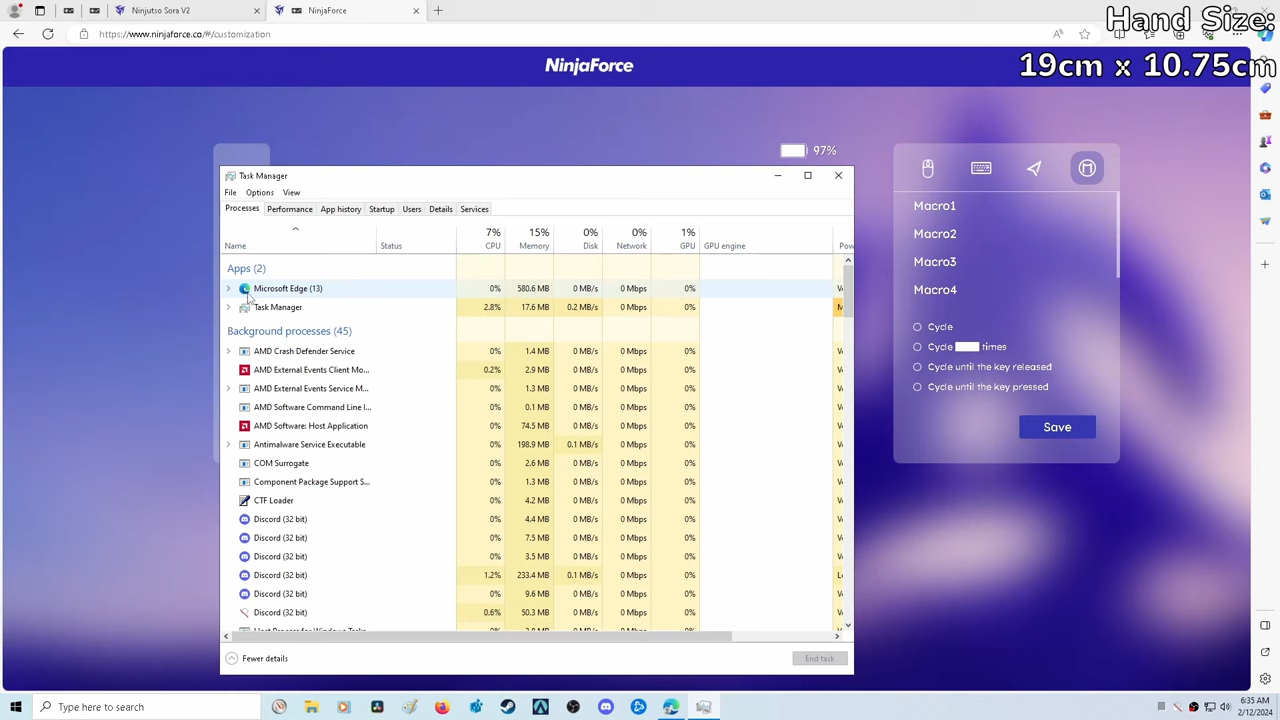 Ninjutso Sora V2
NinjaForce
https://www.ninjaforce.co/#/customization
Hand Size:
19cm x 10.75cm
NinjaForce
97%
Macro1
Macro2
Macro3
Macro4
Cycle
Cycle times
Cycle until the key released
Cycle until the key pressed
Save
Task Manager
File Options View
Processes Performance App history Startup Users Details Services
7% 15% 0% 0% 1%
Name Status CPU Memory Disk Network GPU GPU engine Po
Apps (2)
Microsoft Edge (13) 0% 580.6 MB 0 MB/s 0 Mbps 0%
Task Manager 2.8% 17.6 MB 0.2 MB/s 0 Mbps 0%
Background processes (45)
AMD Crash Defender Service 0% 1.4 MB 0 MB/s 0 Mbps 0%
AMD External Events Client Mo... 0.2% 2.9 MB 0 MB/s 0 Mbps 0%
AMD External Events Service M... 0% 1.3 MB 0 MB/s 0 Mbps 0%
AMD Software Command Line I... 0% 0.1 MB 0 MB/s 0 Mbps 0%
AMD Software: Host Application 0% 74.5 MB 0 MB/s 0 Mbps 0%
Antimalware Service Executable 0% 198.9 MB 0.1 MB/s 0 Mbps 0%
COM Surrogate 0% 2.6 MB 0 MB/s 0 Mbps 0%
Component Package Support S... 0% 1.3 MB 0 MB/s 0 Mbps 0%
CTF Loader 0% 4.2 MB 0 MB/s 0 Mbps 0%
Discord (32 bit) 0% 4.4 MB 0 MB/s 0 Mbps 0%
Discord (32 bit) 0% 7.5 MB 0 MB/s 0 Mbps 0%
Discord (32 bit) 0% 3.5 MB 0 MB/s 0 Mbps 0%
Discord (32 bit) 1.2% 233.4 MB 0.1 MB/s 0 Mbps 0%
Discord (32 bit) 0% 9.6 MB 0 MB/s 0 Mbps 0%
Discord (32 bit) 0.6% 50.3 MB 0 MB/s 0 Mbps 0%
Fewer details
End task
Type here to search
6:35 AM
2/12/2024